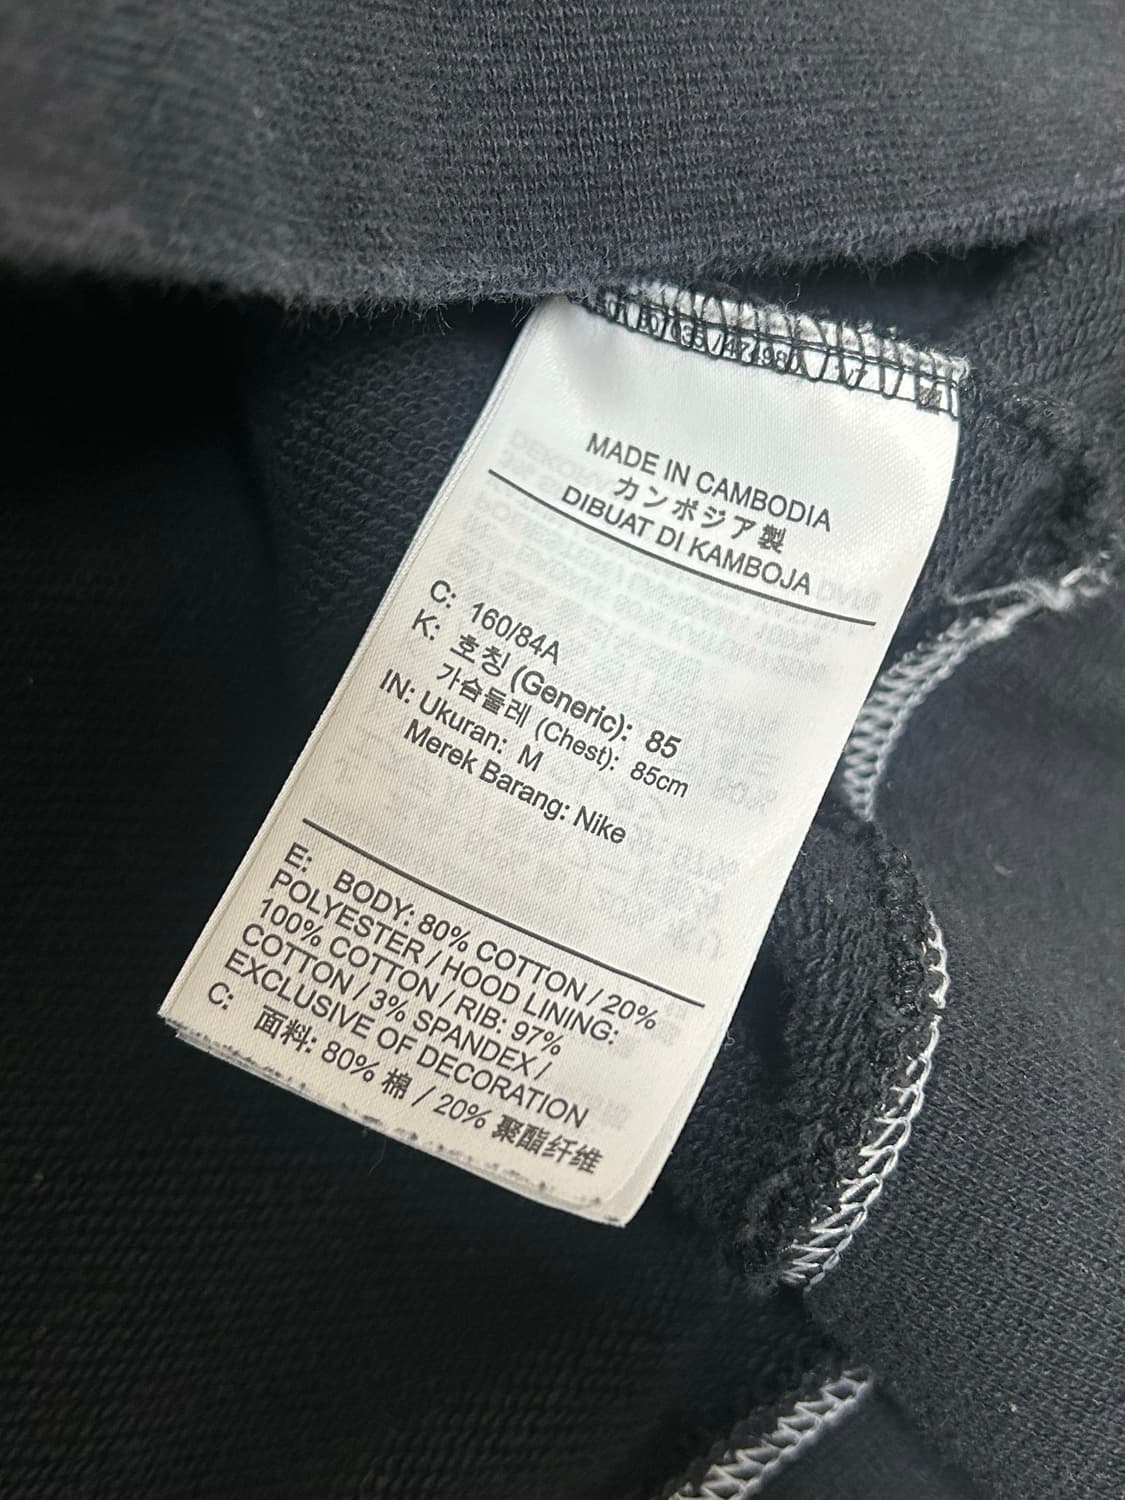 MADE IN CAMBODIA
カンボジア製
DIBUAT DI KAMBOJA
C: 160/84A
K: 호칭 (Generic): 85
가슴둘레 (Chest): 85cm
IN: Ukuran: M
Merek Barang: Nike
E: BODY: 80% COTTON / 20%
POLYESTER / HOOD LINING:
100% COTTON / RIB: 97%
COTTON / 3% SPANDEX /
EXCLUSIVE OF DECORATION
C: 面料: 80% 棉 / 20% 聚酯纤维